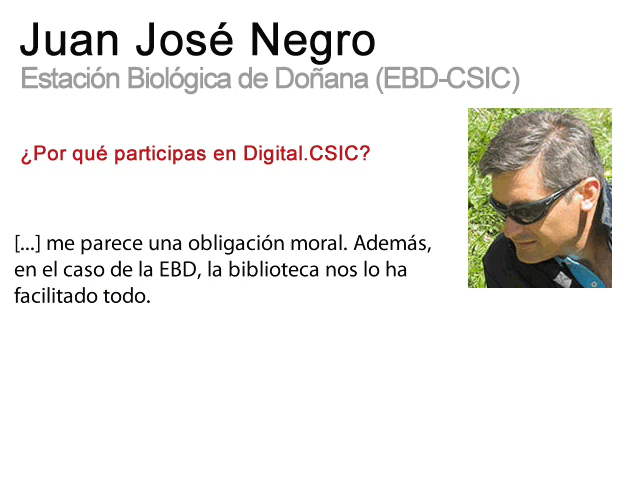 Juan José Negro
Estación Biológica de Doñana (EBD-CSIC)
¿Por qué participas en Digital.CSIC?
[...] me parece una obligación moral. Además,
en el caso de la EBD, la biblioteca nos lo ha
facilitado todo.